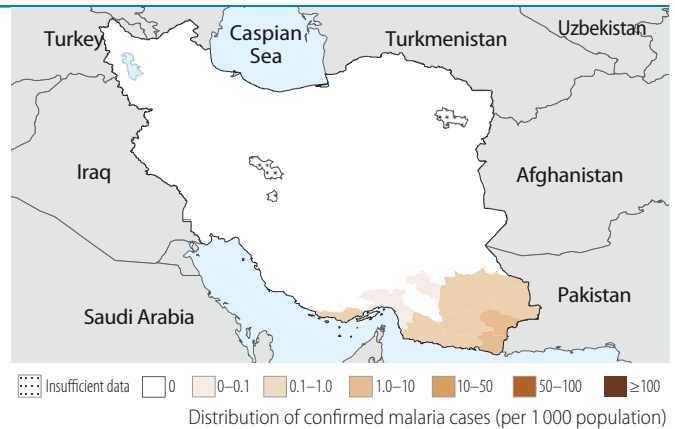 Turkey
Caspian
Sea
Turkmenistan
Uzbekistan
Iraq
Afghanistan
Saudi Arabia
Pakistan
Insufficient data 0 0–0.1 0.1–1.0 1.0–10 10–50 50–100 ≥100
Distribution of confirmed malaria cases (per 1 000 population)